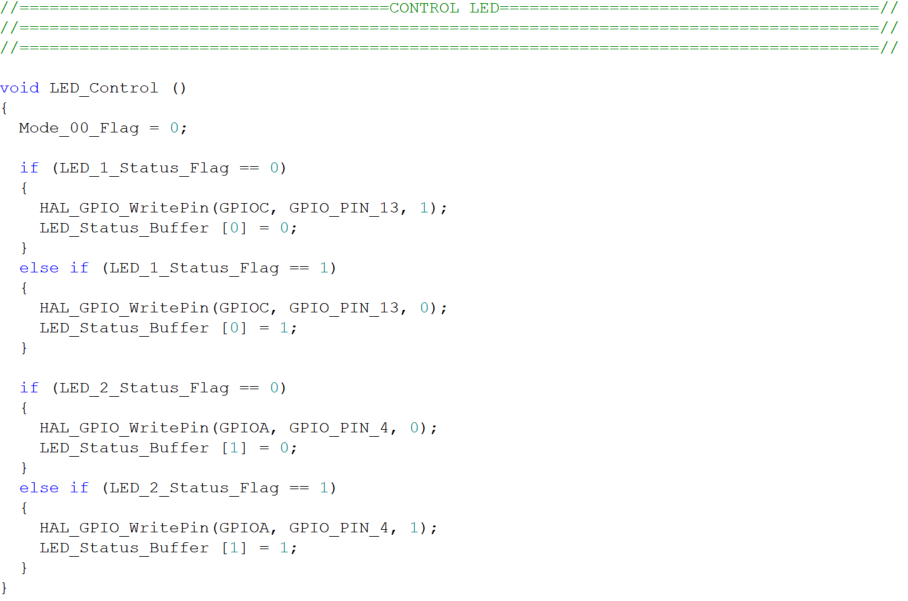 //=====================================CONTROL LED======================================//
//======================================================================================//
//======================================================================================//
void LED_Control ()
{
Mode_00_Flag = 0;
if (LED_1_Status_Flag == 0)
{
HAL_GPIO_WritePin(GPIOC, GPIO_PIN_13, 1);
LED_Status_Buffer [0] = 0;
}
else if (LED_1_Status_Flag == 1)
{
HAL_GPIO_WritePin(GPIOC, GPIO_PIN_13, 0);
LED_Status_Buffer [0] = 1;
}
if (LED_2_Status_Flag == 0)
{
HAL_GPIO_WritePin(GPIOA, GPIO_PIN_4, 0);
LED_Status_Buffer [1] = 0;
}
else if (LED_2_Status_Flag == 1)
{
HAL_GPIO_WritePin(GPIOA, GPIO_PIN_4, 1);
LED_Status_Buffer [1] = 1;
}
}